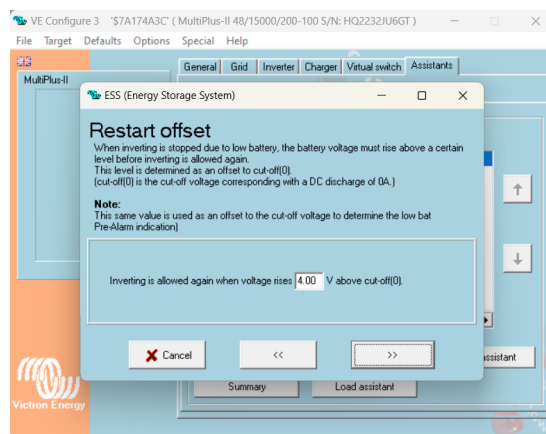 VE Configure 3 '$7A174A3C' ( MultiPlus-II 48/15000/200-100 S/N: HQ2232JU6GT )
File Target Defaults Options Special Help
General Grid Inverter Charger Virtual switch Assistants
MultiPlus-II
ESS (Energy Storage System)
Restart offset
When inverting is stopped due to low battery, the battery voltage must rise above a certain
level before inverting is allowed again.
This level is determined as an offset to cut-off(0).
(cut-off(0) is the cut-off voltage corresponding with a DC discharge of 0A.)
Note:
This same value is used as an offset to the cut-off voltage to determine the low bat
Pre-Alarm indication)
Inverting is allowed again when voltage rises 4.00 V above cut-off(0).
Cancel << >>
assistant
Summary Load assistant
Victron Energy